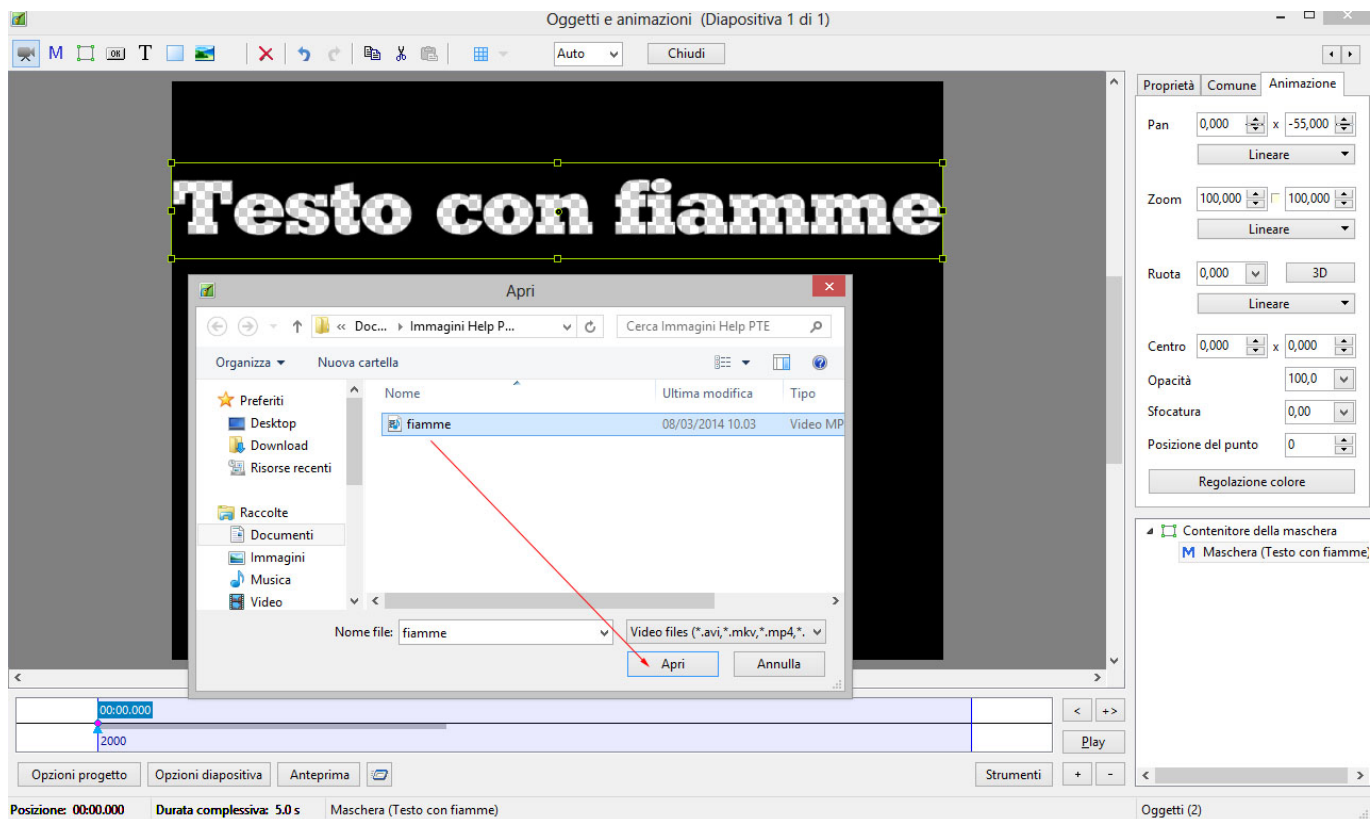 Oggetti e animazioni (Diapositiva 1 di 1)
M OK T Auto Chiudi
Proprietà Comune Animazione
Pan 0,000 x -55,000
Lineare
Zoom 100,000 100,000
Lineare
Ruota 0,000 3D
Lineare
Centro 0,000 x 0,000
Opacità 100,0
Sfocatura 0,00
Posizione del punto 0
Regolazione colore
Contenitore della maschera
M Maschera (Testo con fiamme)
Testo con fiamme
Apri
« Doc... Immagini Help P... Cerca Immagini Help PTE
Organizza Nuova cartella
Preferiti
Desktop
Download
Risorse recenti
Raccolte
Documenti
Immagini
Musica
Video
Nome Ultima modifica Tipo
fiamme 08/03/2014 10.03 Video MP
Nome file: fiamme Video files (*.avi,*.mkv,*.mp4,*.
Apri Annulla
00:00.000
2000
< +>
Play
Opzioni progetto Opzioni diapositiva Anteprima Strumenti + -
Posizione: 00:00.000 Durata complessiva: 5.0 s Maschera (Testo con fiamme) Oggetti (2)